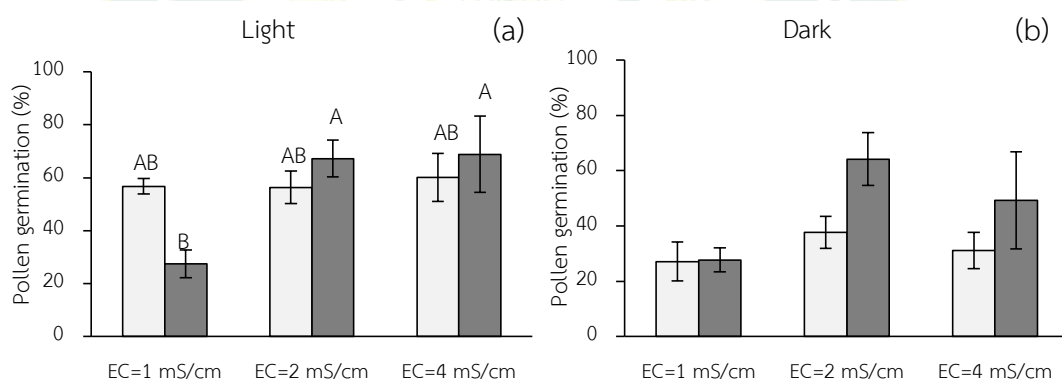 Light
(a)
Pollen germination (%)
100
80
60
40
20
0
AB
B
AB
A
AB
A
EC=1 mS/cm
EC=2 mS/cm
EC=4 mS/cm
Dark
(b)
Pollen germination (%)
100
80
60
40
20
0
EC=1 mS/cm
EC=2 mS/cm
EC=4 mS/cm